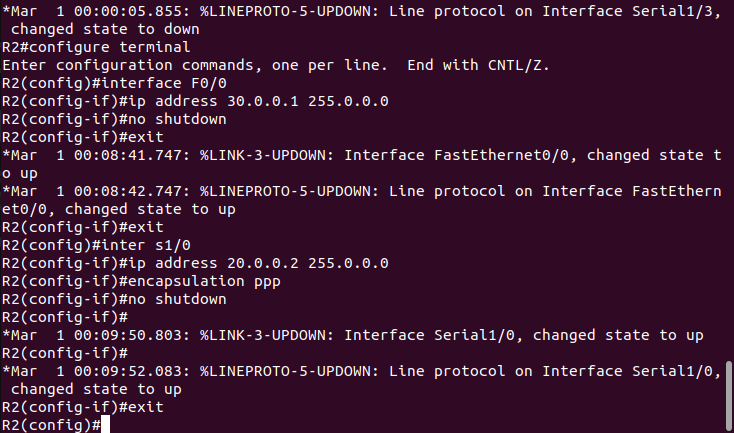 *Mar  1 00:00:05.855: %LINEPROTO-5-UPDOWN: Line protocol on Interface Serial1/3,
 changed state to down
R2#configure terminal
Enter configuration commands, one per line.  End with CNTL/Z.
R2(config)#interface F0/0
R2(config-if)#ip address 30.0.0.1 255.0.0.0
R2(config-if)#no shutdown
R2(config-if)#exit
*Mar  1 00:08:41.747: %LINK-3-UPDOWN: Interface FastEthernet0/0, changed state t
o up
*Mar  1 00:08:42.747: %LINEPROTO-5-UPDOWN: Line protocol on Interface FastEthern
et0/0, changed state to up
R2(config-if)#exit
R2(config)#inter s1/0
R2(config-if)#ip address 20.0.0.2 255.0.0.0
R2(config-if)#encapsulation ppp
R2(config-if)#no shutdown
R2(config-if)#
*Mar  1 00:09:50.803: %LINK-3-UPDOWN: Interface Serial1/0, changed state to up
R2(config-if)#
*Mar  1 00:09:52.083: %LINEPROTO-5-UPDOWN: Line protocol on Interface Serial1/0,
 changed state to up
R2(config-if)#exit
R2(config)#